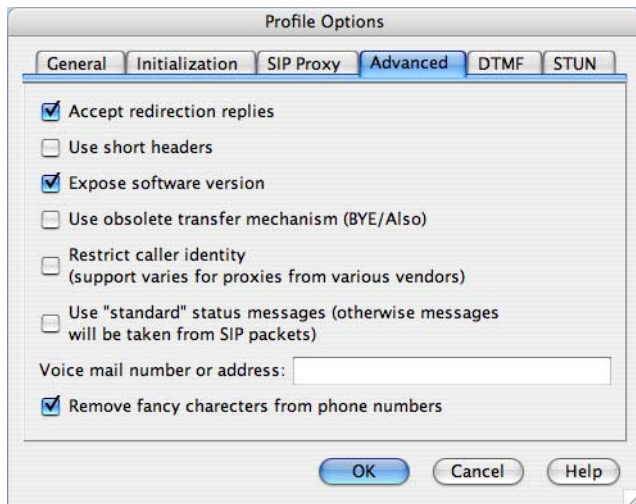 Profile Options
General Initialization SIP Proxy Advanced DTMF STUN
Accept redirection replies
Use short headers
Expose software version
Use obsolete transfer mechanism (BYE/Also)
Restrict caller identity
(support varies for proxies from various vendors)
Use "standard" status messages (otherwise messages
will be taken from SIP packets)
Voice mail number or address:
Remove fancy charecters from phone numbers
OK Cancel Help